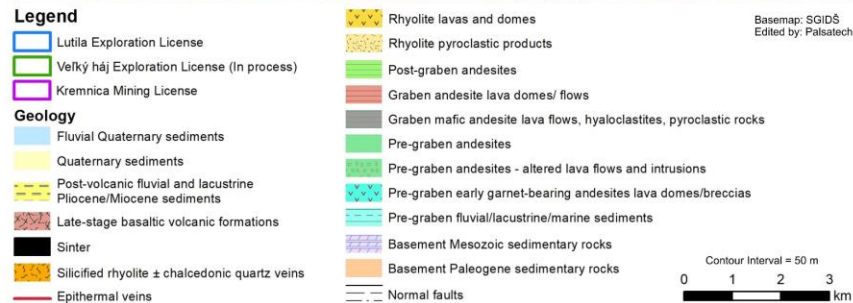 Legend
Lutila Exploration License
Veľký háj Exploration License (In process)
Kremnica Mining License
Geology
Fluvial Quaternary sediments
Quaternary sediments
Post-volcanic fluvial and lacustrine
Pliocene/Miocene sediments
Late-stage basaltic volcanic formations
Sinter
Silicified rhyolite ± chalcedonic quartz veins
Epithermal veins
Rhyolite lavas and domes
Rhyolite pyroclastic products
Post-graben andesites
Graben andesite lava domes/ flows
Graben mafic andesite lava flows, hyaloclastites, pyroclastic rocks
Pre-graben andesites
Pre-graben andesites - altered lava flows and intrusions
Pre-graben early garnet-bearing andesites lava domes/breccias
Pre-graben fluvial/lacustrine/marine sediments
Basement Mesozoic sedimentary rocks
Basement Paleogene sedimentary rocks
Normal faults
Basemap: SGIDŠ
Edited by: Palsatech
Contour Interval = 50 m
0 1 2 3
km